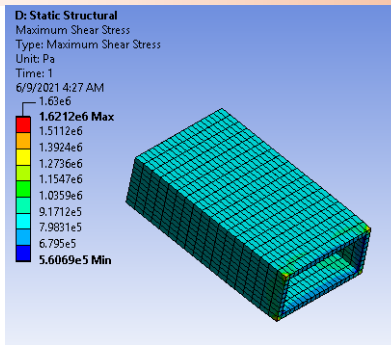 D: Static Structural
Maximum Shear Stress
Type: Maximum Shear Stress
Unit: Pa
Time: 1
6/9/2021 4:27 AM
1.63e6
1.6212e6 Max
1.5112e6
1.3924e6
1.2736e6
1.1547e6
1.0359e6
9.1712e5
7.9831e5
6.795e5
5.6069e5 Min